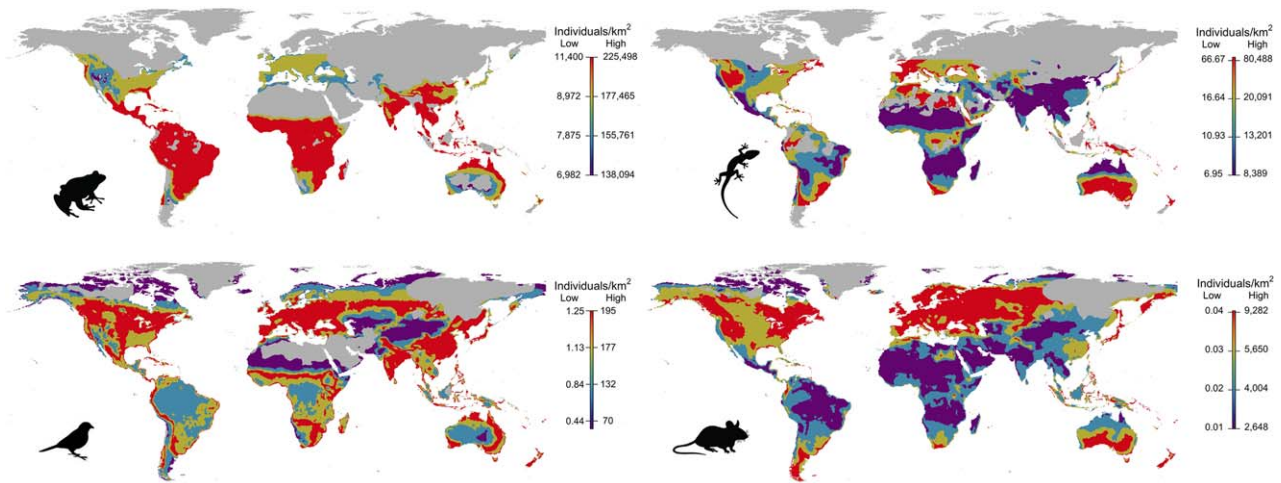 Individuals/km²
Low High
11,400 225,498
8,972 177,465
7,875 155,761
6,982 138,094
Individuals/km²
Low High
66.67 80,488
16.64 20,091
10.93 13,201
6.95 8,389
Individuals/km²
Low High
1.25 195
1.13 177
0.84 132
0.44 70
Individuals/km²
Low High
0.04 9,282
0.03 5,650
0.02 4,004
0.01 2,648